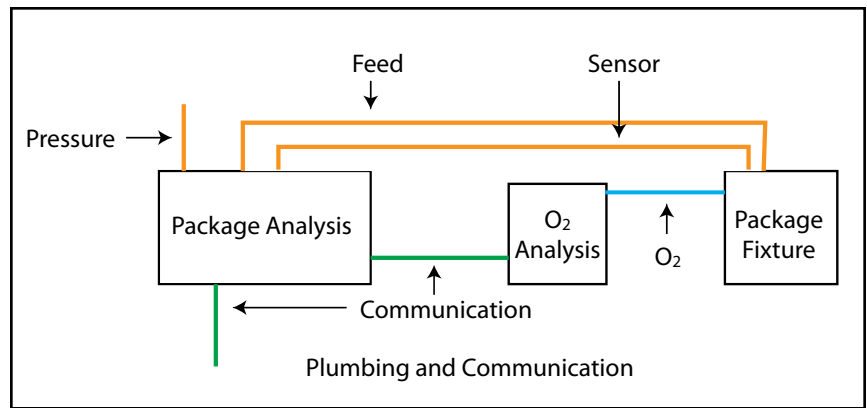 Feed
Sensor
Pressure
Package Analysis
O₂
Analysis
O₂
Package
Fixture
Communication
Plumbing and Communication